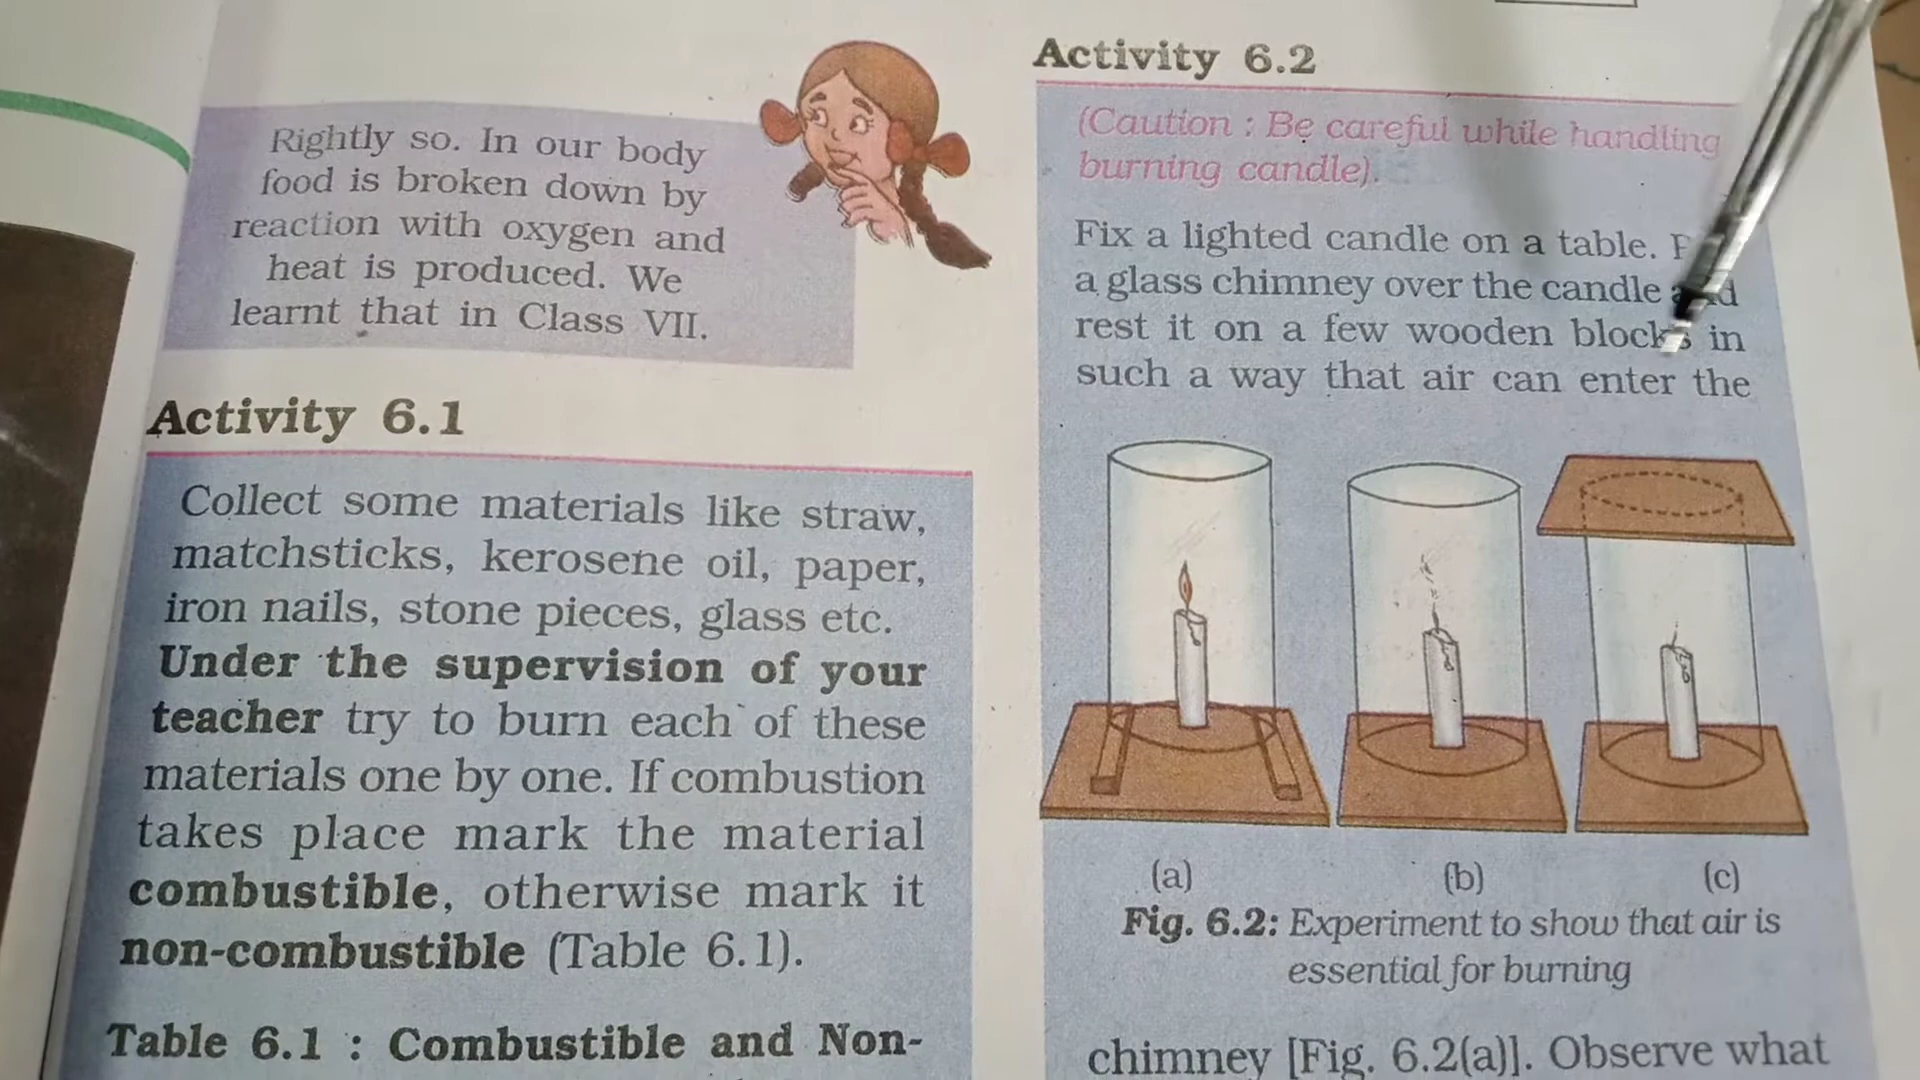 Rightly so. In our body
food is broken down by
reaction with oxygen and
heat is produced. We
learnt that in Class VII.
Activity 6.1
Collect some materials like straw,
matchsticks, kerosene oil, paper,
iron nails, stone pieces, glass etc.
Under the supervision of your
teacher try to burn each of these
materials one by one. If combustion
takes place mark the material
combustible, otherwise mark it
non-combustible (Table 6.1).
Table 6.1 : Combustible and Non-
Activity 6.2
(Caution : Be careful while handling
burning candle).
Fix a lighted candle on a table.
a glass chimney over the candle and
rest it on a few wooden blocks in
such a way that air can enter the
(a) (b) (c)
Fig. 6.2: Experiment to show that air is
essential for burning
chimney [Fig. 6.2(a)]. Observe what